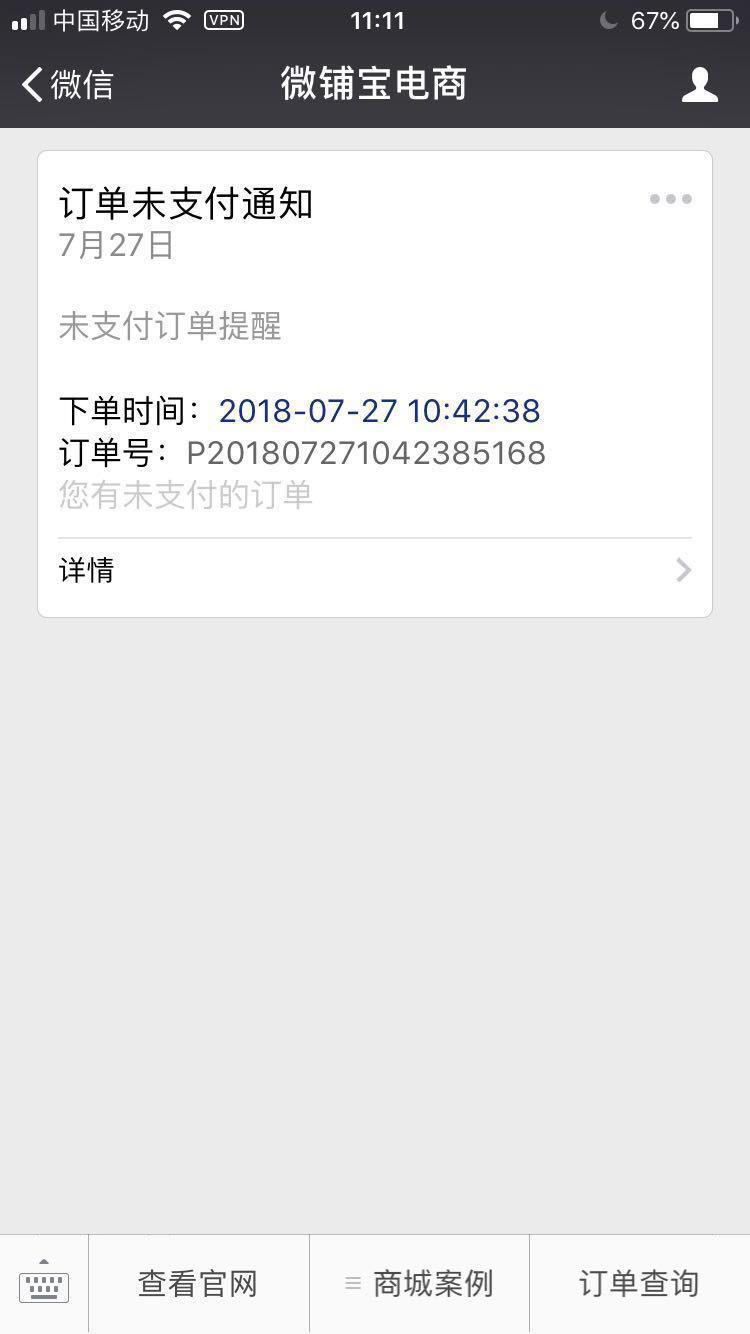 中国移动 VPN 11:11 67%
微信 微铺宝电商
订单未支付通知
7月27日
未支付订单提醒
下单时间：2018-07-27 10:42:38
订单号：P201807271042385168
您有未支付的订单
详情
查看官网 商城案例 订单查询